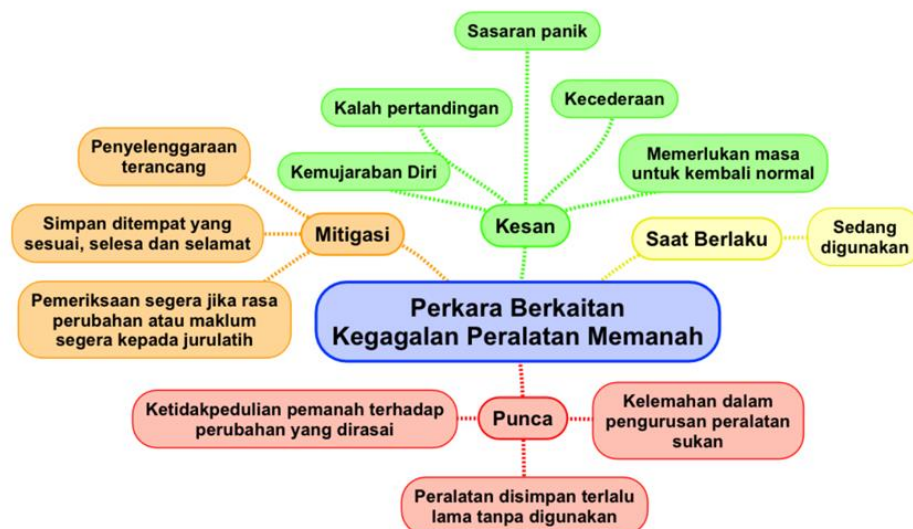 Sasaran panik
Kalah pertandingan
Kecederaan
Kemujaraban Diri
Memerlukan masa
untuk kembali normal
Kesan
Penyelenggaraan
terancang
Simpan ditempat yang
sesuai, selesa dan selamat
Pemeriksaan segera jika rasa
perubahan atau maklum
segera kepada jurulatih
Mitigasi
Saat Berlaku
Sedang
digunakan
Perkara Berkaitan
Kegagalan Peralatan Memanah
Punca
Ketidakpedulian pemanah terhadap
perubahan yang dirasai
Kelemahan dalam
pengurusan peralatan
sukan
Peralatan disimpan terlalu
lama tanpa digunakan